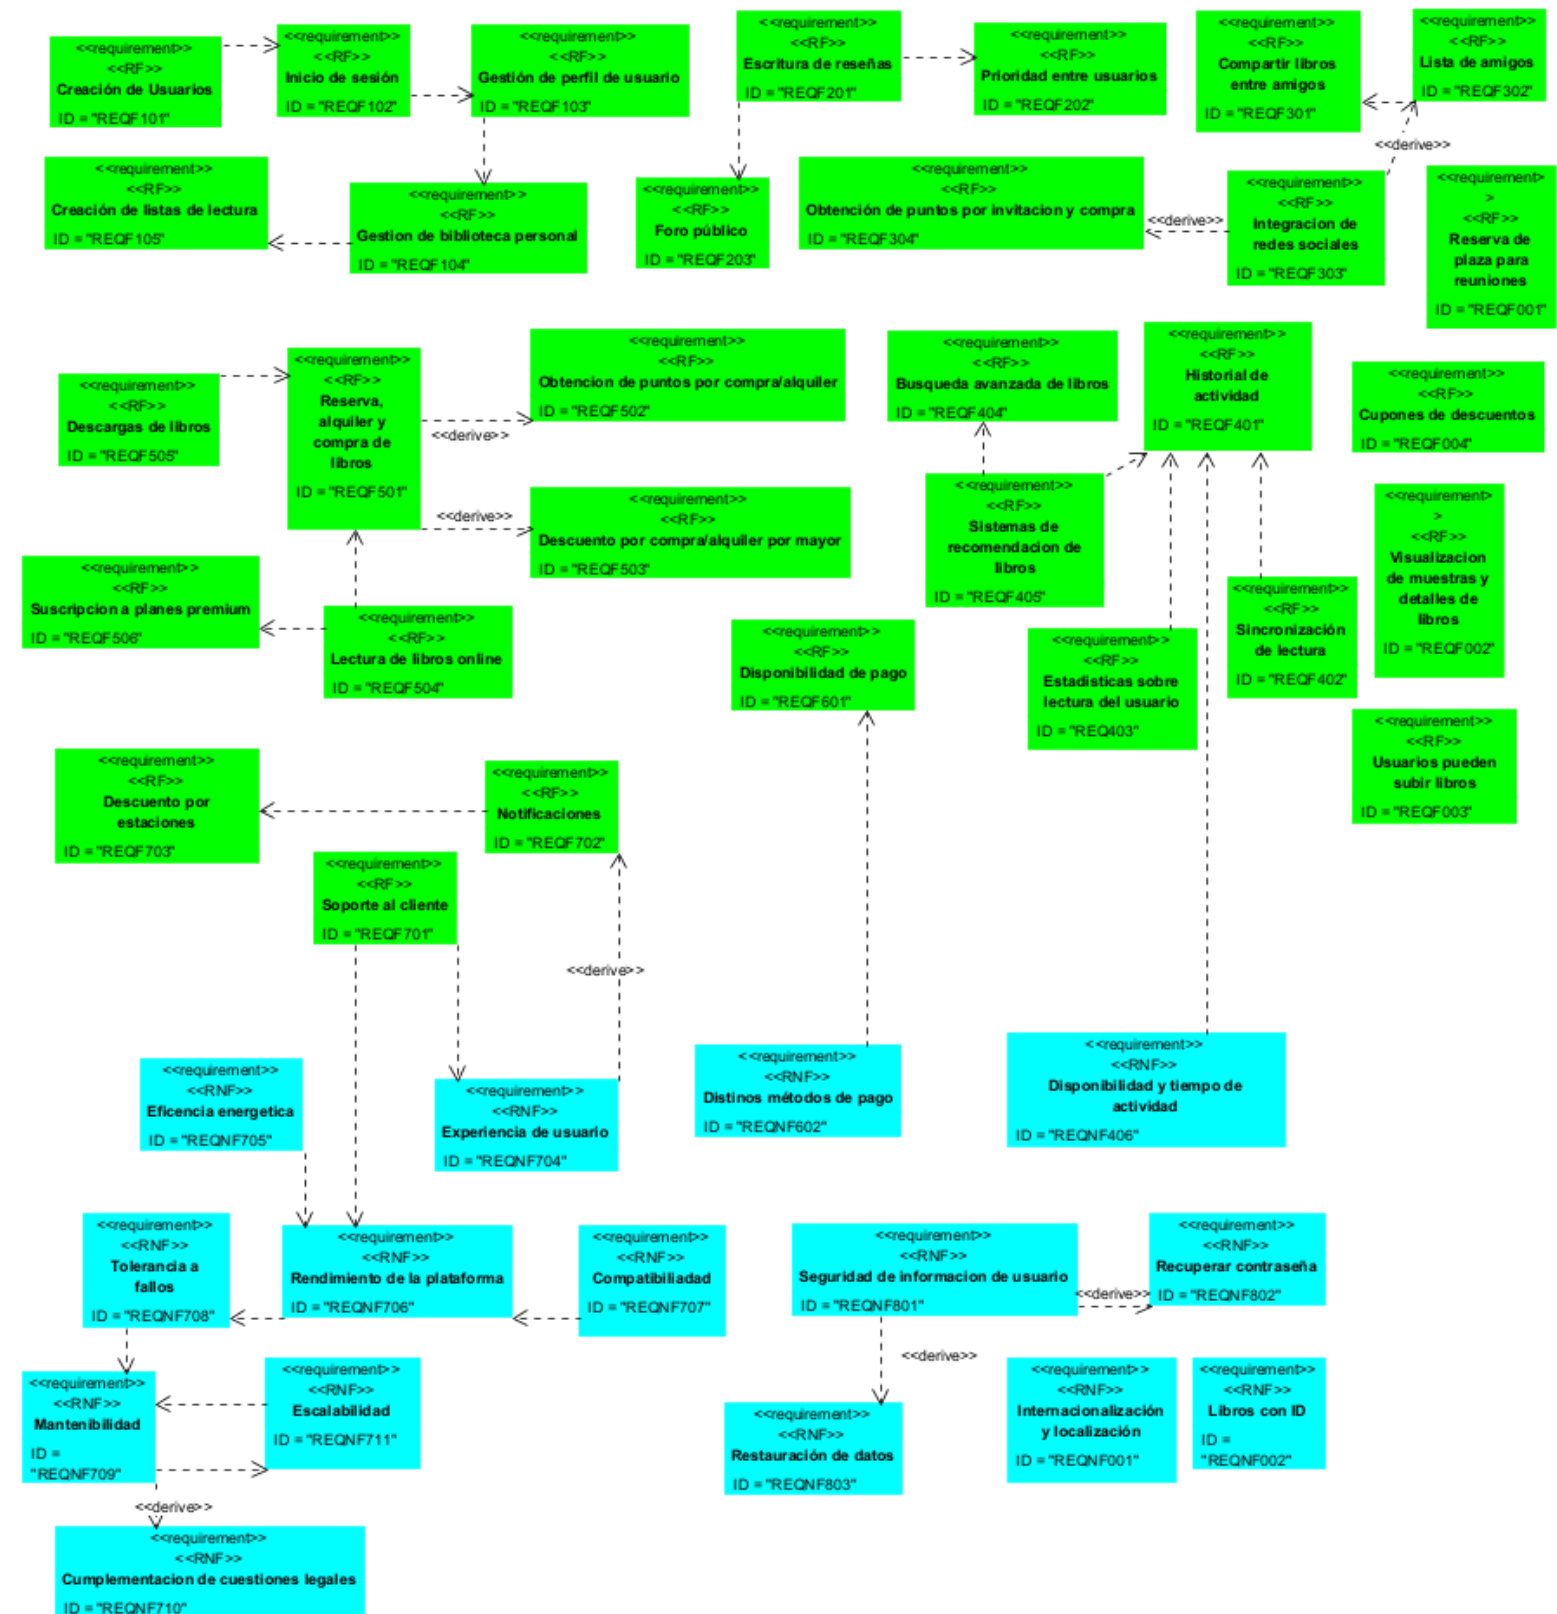 <<requirement>>
<<RF>>
Creación de Usuarios
ID = "REQF101"
<<requirement>>
<<RF>>
Inicio de sesión
ID = "REQF102"
<<requirement>>
<<RF>>
Gestión de perfil de usuario
ID = "REQF103"
<<requirement>>
<<RF>>
Escritura de reseñas
ID = "REQF201"
<<requirement>>
<<RF>>
Prioridad entre usuarios
ID = "REQF202"
<<requirement>>
<<RF>>
Compartir libros
entre amigos
ID = "REQF301"
<<requirement>>
<<RF>>
Lista de amigos
ID = "REQF302"
<<derive>>
<<requirement>>
<<RF>>
Creación de listas de lectura
ID = "REQF105"
<<requirement>>
<<RF>>
Gestion de biblioteca personal
ID = "REQF104"
<<requirement>>
<<RF>>
Foro público
ID = "REQF203"
<<requirement>>
<<RF>>
Obtención de puntos por invitacion y compra
ID = "REQF304"
<<derive>>
<<requirement>>
<<RF>>
Integracion de
redes sociales
ID = "REQF303"
<<requirement>
>
<<RF>>
Reserva de
plaza para
reuniones
ID = "REQF001"
<<requirement>>
<<RF>>
Descargas de libros
ID = "REQF505"
<<requirement>>
<<RF>>
Reserva,
alquiler y
compra de
libros
ID = "REQF501"
<<requirement>>
<<RF>>
Obtencion de puntos por compra/alquiler
ID = "REQF502"
<<derive>>
<<derive>>
<<requirement>>
<<RF>>
Descuento por compra/alquiler por mayor
ID = "REQF503"
<<requirement>>
<<RF>>
Busqueda avanzada de libros
ID = "REQF404"
<<requirement>>
<<RF>>
Historial de
actividad
ID = "REQF401"
<<requirement>>
<<RF>>
Cupones de descuentos
ID = "REQF004"
<<requirement>>
<<RF>>
Sistemas de
recomendacion de
libros
ID = "REQF405"
<<requirement>
>
<<RF>>
Visualizacion
de muestras y
detalles de
libros
ID = "REQF002"
<<requirement>>
<<RF>>
Suscripcion a planes premium
ID = "REQF506"
<<requirement>>
<<RF>>
Lectura de libros online
ID = "REQF504"
<<requirement>>
<<RF>>
Disponibilidad de pago
ID = "REQF601"
<<requirement>>
<<RF>>
Estadisticas sobre
lectura del usuario
ID = "REQ403"
<<requirement>>
<<RF>>
Sincronización
de lectura
ID = "REQF402"
<<requirement>>
<<RF>>
Usuarios pueden
subir libros
ID = "REQF003"
<<requirement>>
<<RF>>
Descuento por
estaciones
ID = "REQF703"
<<requirement>>
<<RF>>
Notificaciones
ID = "REQF702"
<<requirement>>
<<RF>>
Soporte al cliente
ID = "REQF701"
<<derive>>
<<requirement>>
<<RNF>>
Eficencia energetica
ID = "REQNF705"
<<requirement>>
<<RNF>>
Experiencia de usuario
ID = "REQNF704"
<<requirement>>
<<RNF>>
Distinos métodos de pago
ID = "REQNF602"
<<requirement>>
<<RNF>>
Disponibilidad y tiempo de
actividad
ID = "REQNF406"
<<requirement>>
<<RNF>>
Tolerancia a
fallos
ID = "REQNF708"
<<requirement>>
<<RNF>>
Rendimiento de la plataforma
ID = "REQNF706"
<<requirement>>
<<RNF>>
Compatibiliadad
ID = "REQNF707"
<<requirement>>
<<RNF>>
Seguridad de informacion de usuario
ID = "REQNF801"
<<derive>>
<<requirement>>
<<RNF>>
Recuperar contraseña
ID = "REQNF802"
<<derive>>
<<requirement>>
<<RNF>>
Mantenibilidad
ID =
"REQNF709"
<<requirement>>
<<RNF>>
Escalabilidad
ID = "REQNF711"
<<requirement>>
<<RNF>>
Restauración de datos
ID = "REQNF803"
<<requirement>>
<<RNF>>
Internacionalización
y localización
ID = "REQNF001"
<<requirement>>
<<RNF>>
Libros con ID
ID =
"REQNF002"
<<derive>>
<<requirement>>
<<RNF>>
Cumplementacion de cuestiones legales
ID = "REQNF710"